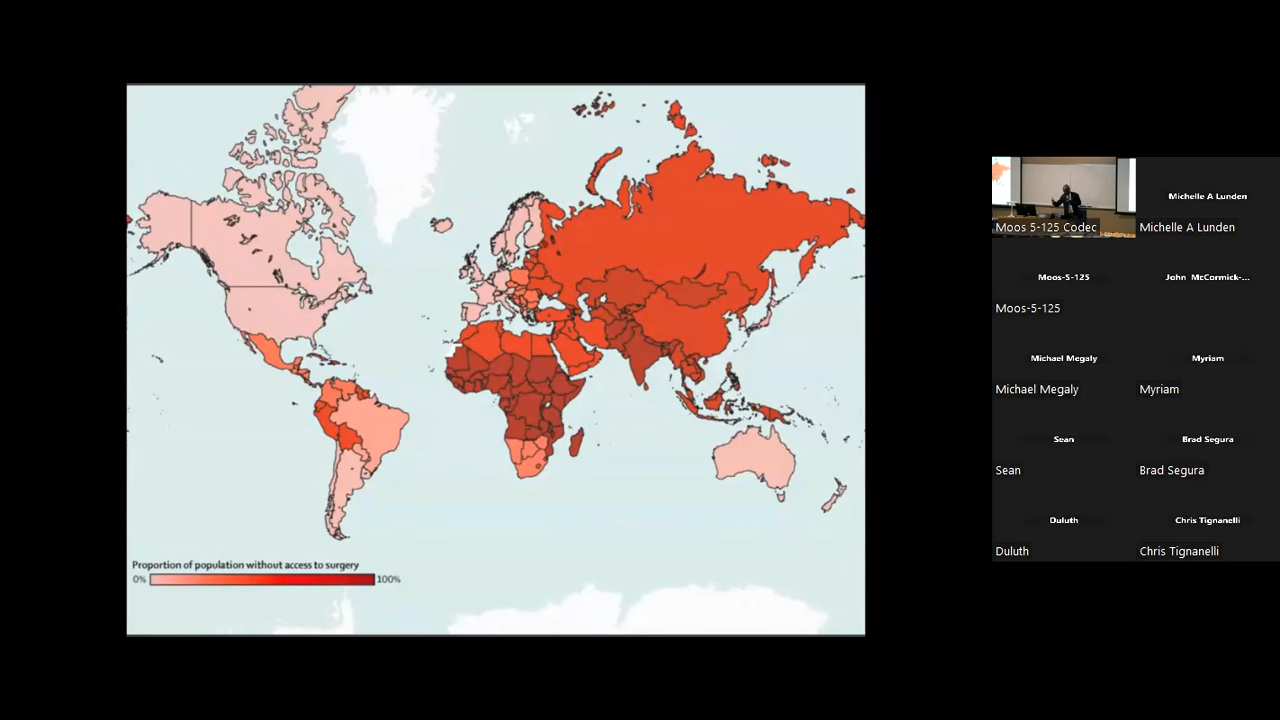 Proportion of population without access to surgery
0%
100%
Moos 5-125 Codec
Michelle A Lunden
Michelle A Lunden
Moos-5-125
John McCormick-...
Moos-5-125
Michael Megaly
Myriam
Michael Megaly
Myriam
Sean
Brad Segura
Sean
Brad Segura
Duluth
Chris Tignanelli
Duluth
Chris Tignanelli